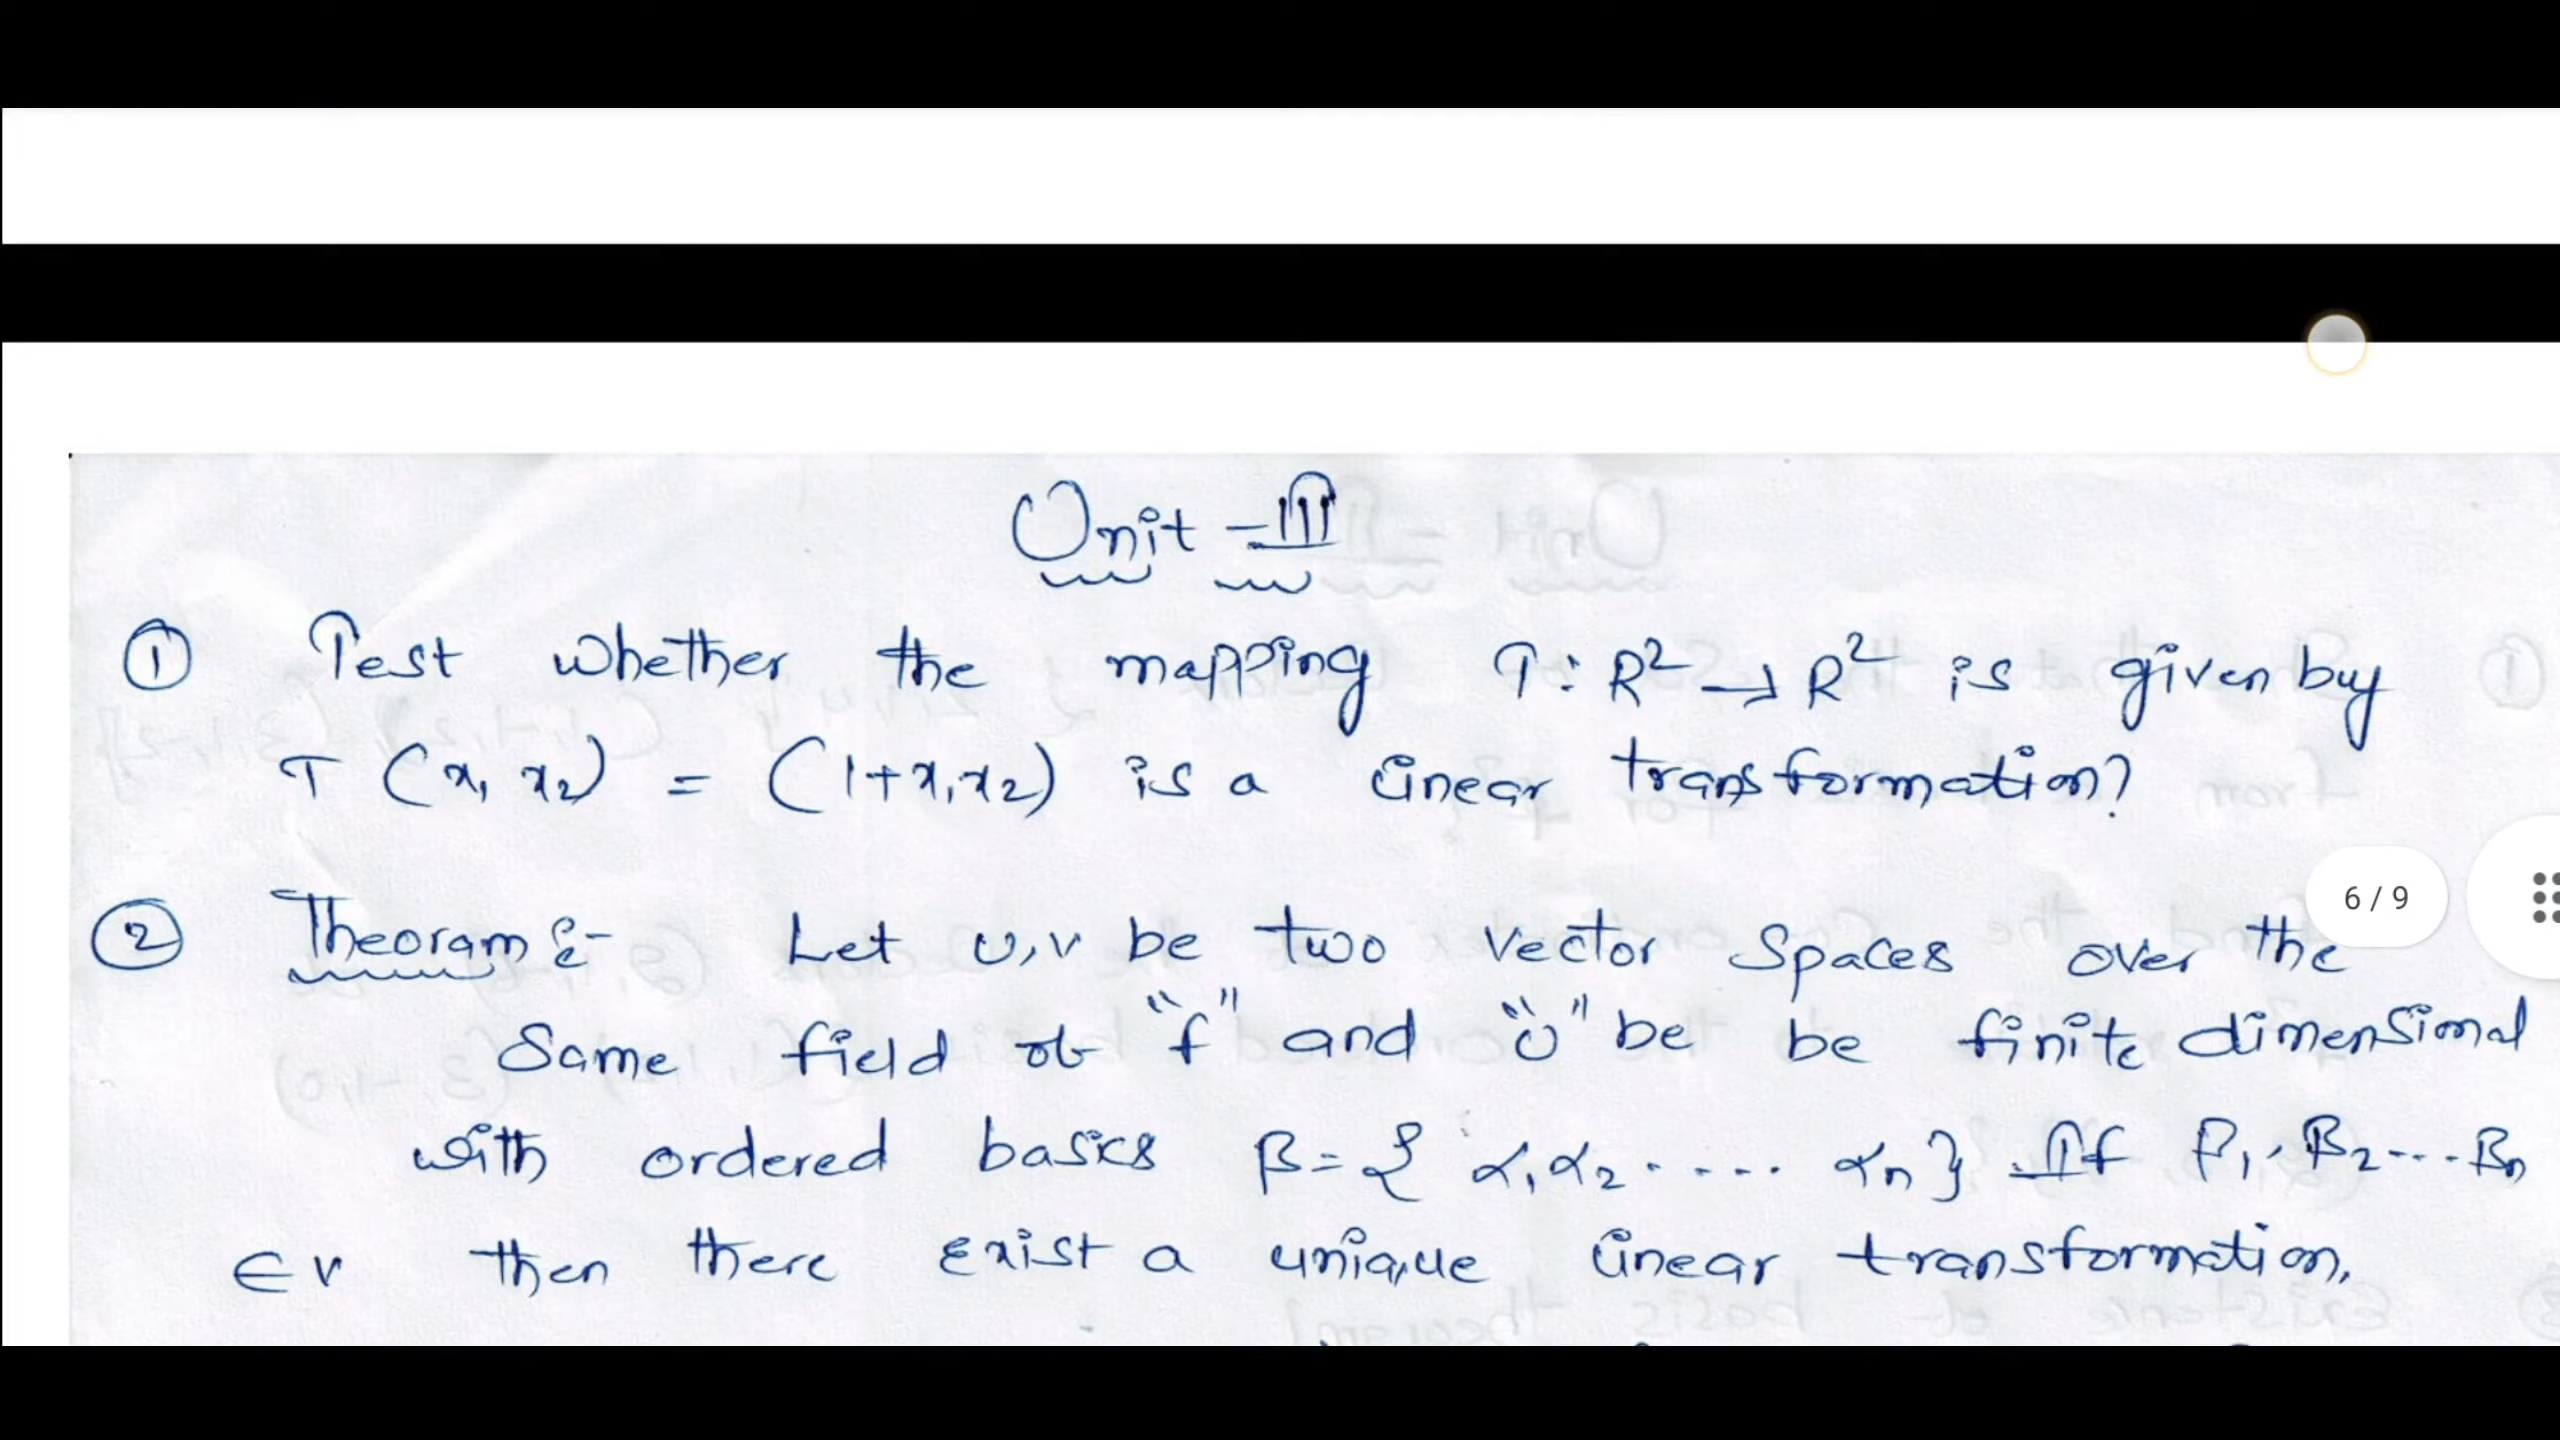 Unit - III
① Test whether the mapping T: R² → R² is given by
T (x₁ x₂) = (1+x₁, x₂) is a linear transformation?
6 / 9
② Theoram :- Let U, V be two vector Spaces over the
Same field of "f" and "U" be be finite dimensional
with ordered basics β = { α₁, α₂ ..... αn } If β₁, β₂ ... βn
∈ V then there Exist a unique linear transformation,